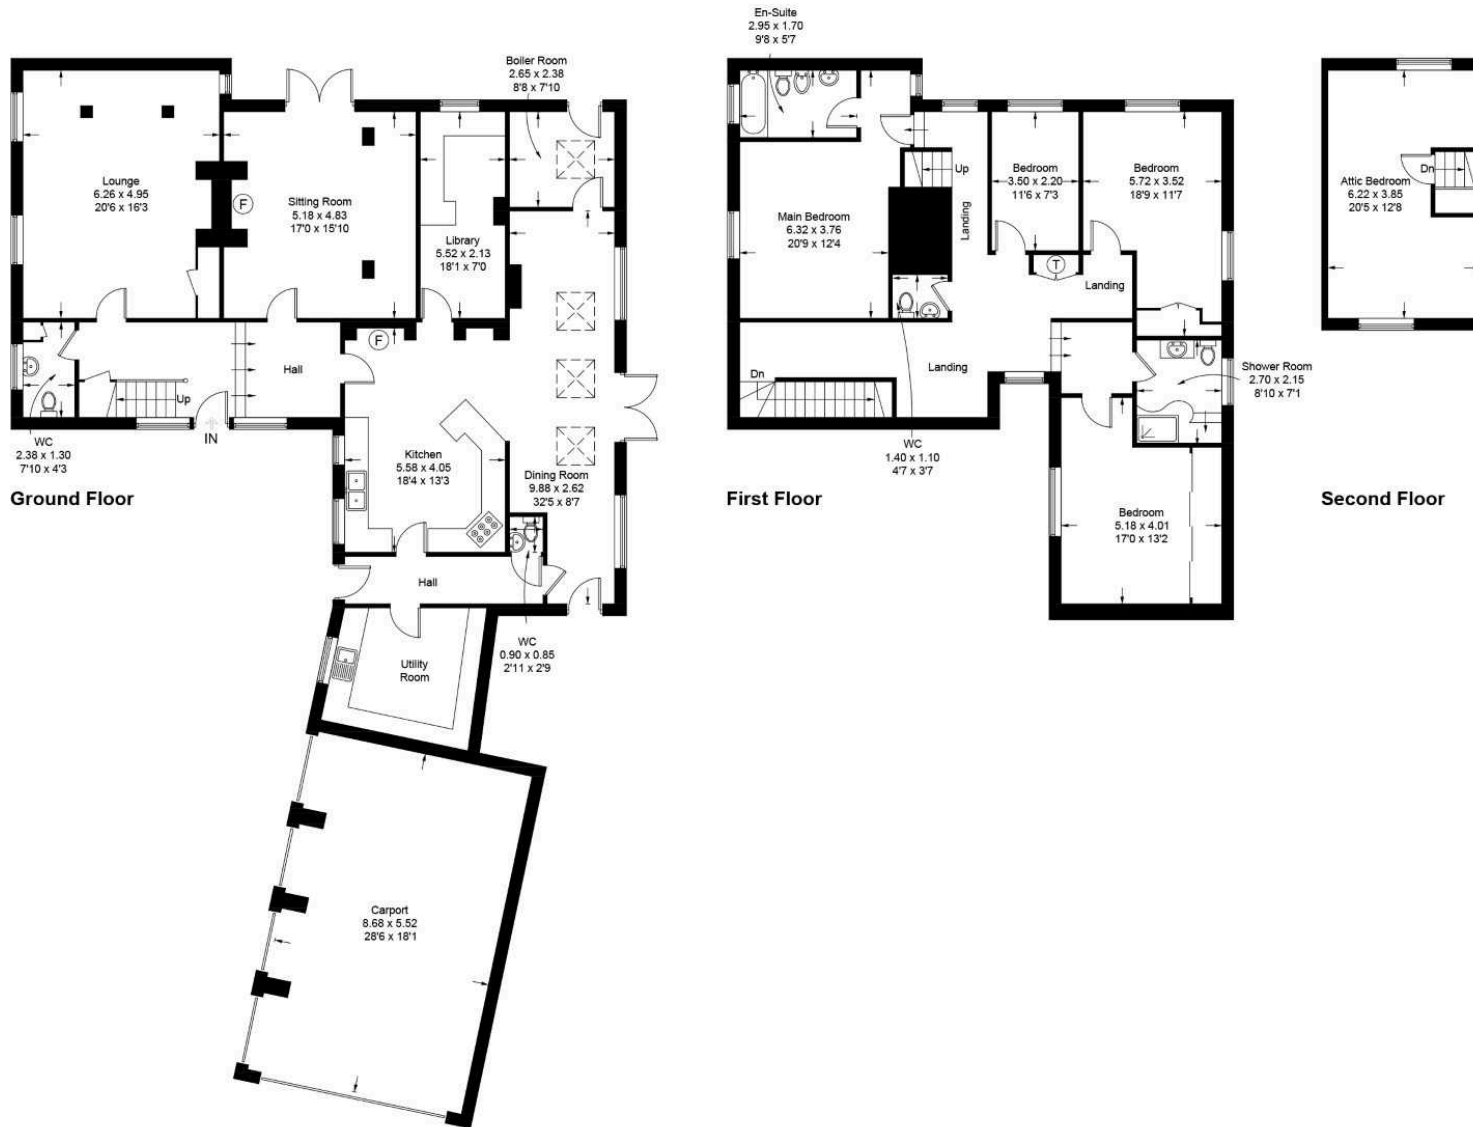 Lounge
6.26 x 4.95
20'6 x 16'3
F
Sitting Room
5.18 x 4.83
17'0 x 15'10
Boiler Room
2.65 x 2.38
8'8 x 7'10
Library
5.52 x 2.13
18'1 x 7'0
F
Hall
Up
IN
WC
2.38 x 1.30
7'10 x 4'3
Kitchen
5.58 x 4.05
18'4 x 13'3
Dining Room
9.88 x 2.62
32'5 x 8'7
Ground Floor
Hall
WC
0.90 x 0.85
2'11 x 2'9
Utility
Room
Carport
8.68 x 5.52
28'6 x 18'1
En-Suite
2.95 x 1.70
9'8 x 5'7
Up
Landing
Bedroom
3.50 x 2.20
11'6 x 7'3
Bedroom
5.72 x 3.52
18'9 x 11'7
Main Bedroom
6.32 x 3.76
20'9 x 12'4
T
Landing
Landing
Dn
Shower Room
2.70 x 2.15
8'10 x 7'1
WC
1.40 x 1.10
4'7 x 3'7
First Floor
Bedroom
5.18 x 4.01
17'0 x 13'2
Dn
Attic Bedroom
6.22 x 3.85
20'5 x 12'8
Second Floor